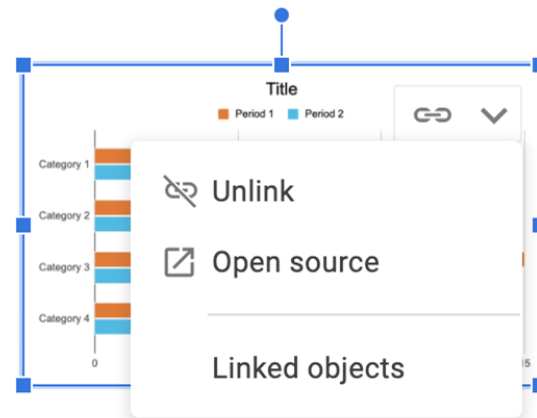 Title
Period 1 Period 2
Category 1
Unlink
Category 2
Open source
Category 3
Category 4
Linked objects
0 15